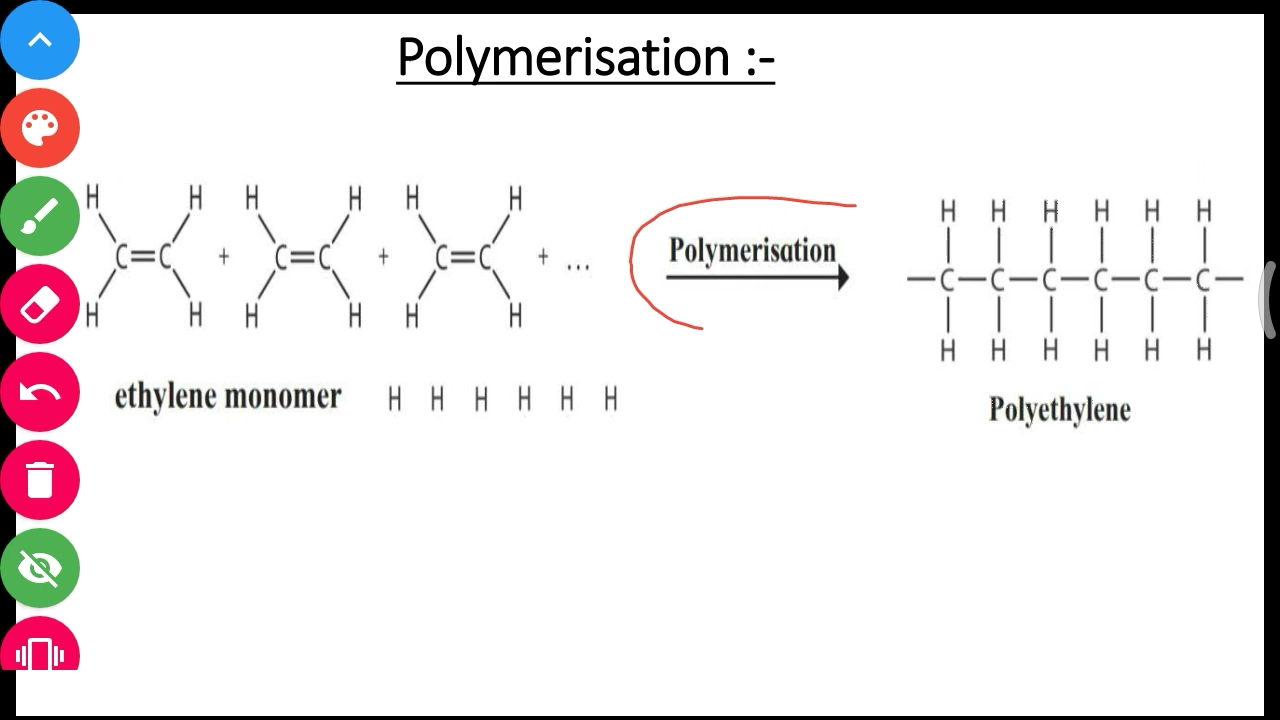 Polymerisation :-
H H H H H H
C=C + C=C + C=C + ...
H H H H H H
Polymerisation
H H H H H H
—C—C—C—C—C—C—
H H H H H H
ethylene monomer H H H H H H
Polyethylene